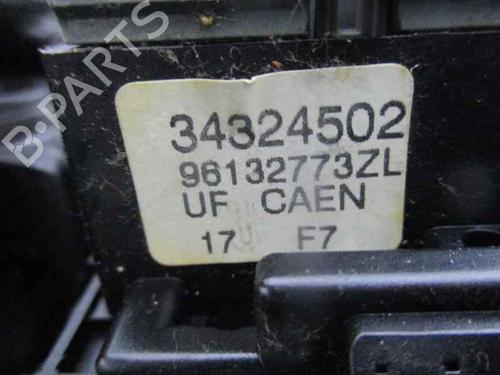 B-PARTS
34324502
96132773ZL
UF CAEN
17 F7